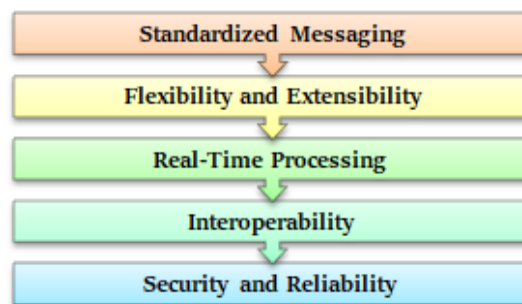 Standardized Messaging
Flexibility and Extensibility
Real-Time Processing
Interoperability
Security and Reliability